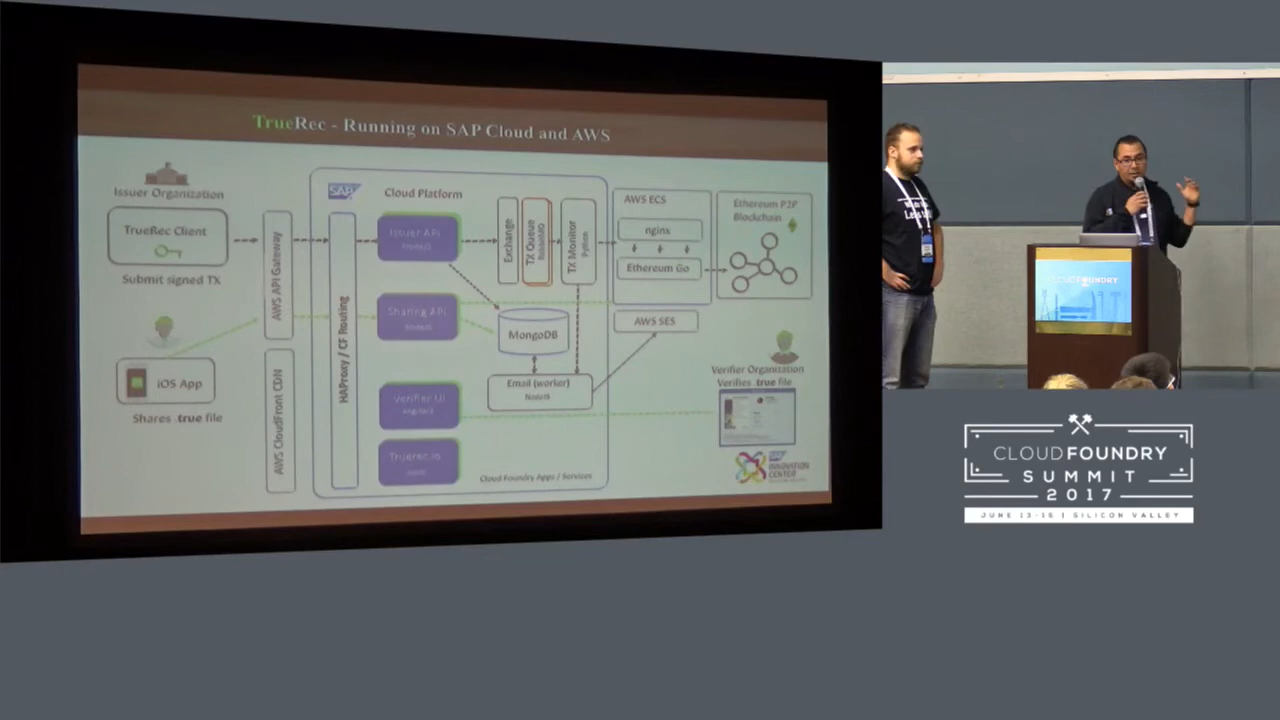 TrueRec - Running on SAP Cloud and AWS
Issuer Organization
TrueRec Client
Submit signed TX
iOS App
Shares .true file
AWS API Gateway
AWS CloudFront CDN
SAP
Cloud Platform
HAProxy / CF Routing
Issuer API
Sharing API
Verifier UI
Truerec.io
Exchange
TX Queue
RabbitMQ
TX Monitor
Python
MongoDB
Email (worker)
NodeJS
Cloud Foundry Apps / Services
AWS ECS
nginx
Ethereum Go
AWS SES
Ethereum P2P
Blockchain
Verifier Organization
Verifies .true file
SAP
INNOVATION
CENTER
CLOUD FOUNDRY
CLOUD FOUNDRY
SUMMIT
2017
JUNE 13-15 | SILICON VALLEY